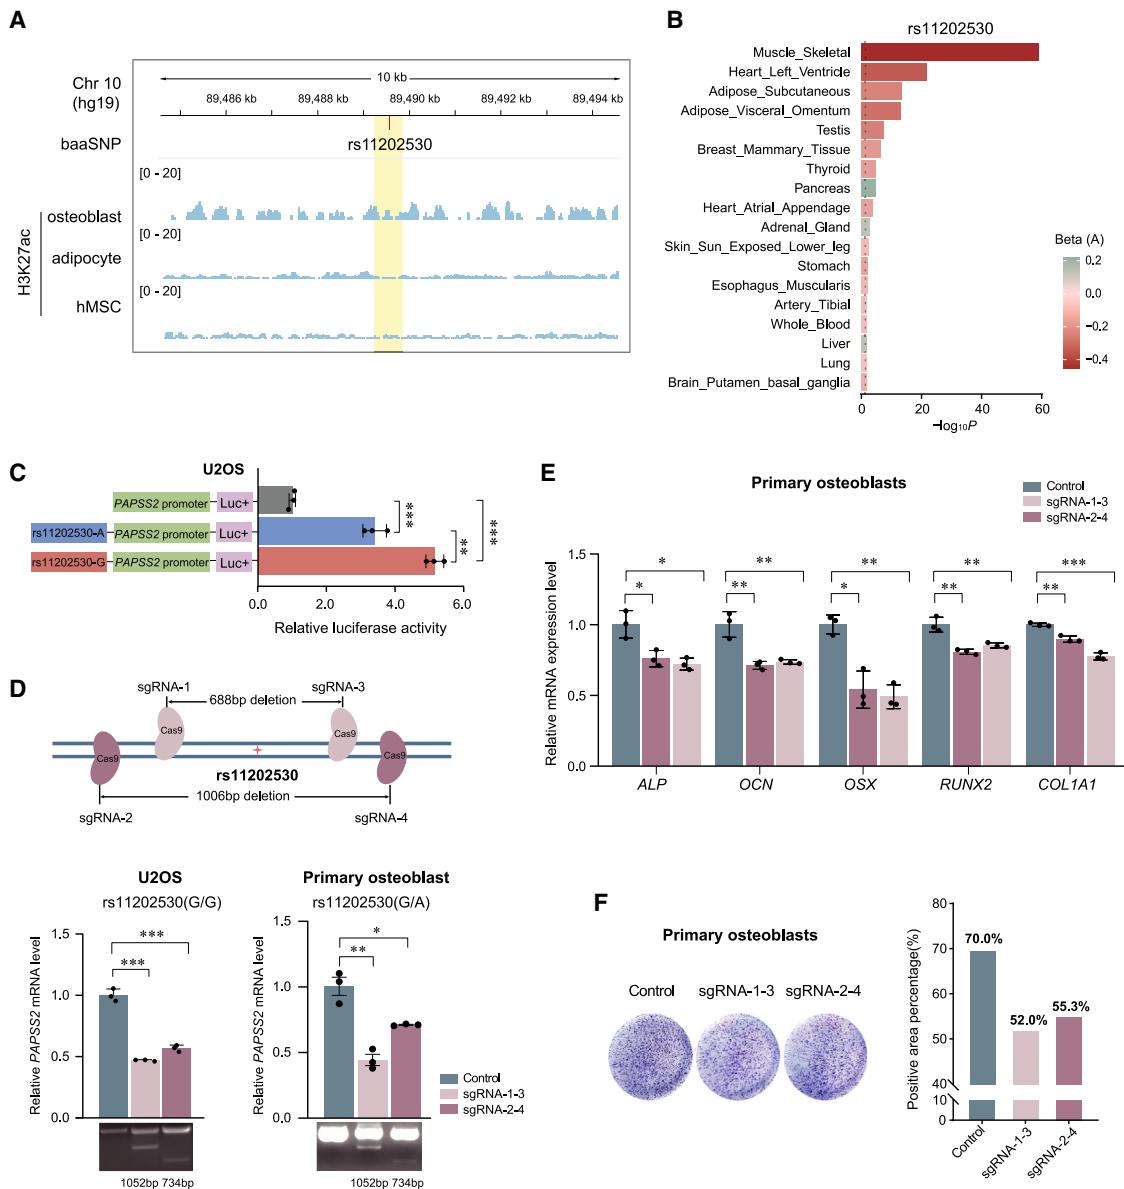 A
Chr 10
(hg19)
10 kb
89,486 kb
89,488 kb
89,490 kb
89,492 kb
89,494 kb
baaSNP
rs11202530
H3K27ac
[0 - 20]
osteoblast
[0 - 20]
adipocyte
[0 - 20]
hMSC
B
rs11202530
Muscle_Skeletal
Heart_Left_Ventricle
Adipose_Subcutaneous
Adipose_Visceral_Omentum
Testis
Breast_Mammary_Tissue
Thyroid
Pancreas
Heart_Atrial_Appendage
Adrenal_Gland
Skin_Sun_Exposed_Lower_leg
Stomach
Esophagus_Muscularis
Artery_Tibial
Whole_Blood
Liver
Lung
Brain_Putamen_basal_ganglia
0 20 40 60
−log₁₀P
Beta (A)
0.2
0.0
−0.2
−0.4
C
U2OS
PAPSS2 promoter Luc+
rs11202530-A PAPSS2 promoter Luc+
rs11202530-G PAPSS2 promoter Luc+
***
**
***
0.0 2.0 4.0 6.0
Relative luciferase activity
D
sgRNA-1 sgRNA-3
688bp deletion
Cas9 Cas9
Cas9 Cas9
rs11202530
1006bp deletion
sgRNA-2 sgRNA-4
U2OS
rs11202530(G/G)
Relative PAPSS2 mRNA level
1.5
1.0
0.5
0.0
***
***
1052bp 734bp
Primary osteoblast
rs11202530(G/A)
Relative PAPSS2 mRNA level
1.5
1.0
0.5
0.0
*
**
1052bp 734bp
Control
sgRNA-1-3
sgRNA-2-4
E
Primary osteoblasts
Control
sgRNA-1-3
sgRNA-2-4
Relative mRNA expression level
1.5
1.0
0.5
0.0
* ** ** ** ***
* ** * ** **
ALP OCN OSX RUNX2 COL1A1
F
Primary osteoblasts
Control sgRNA-1-3 sgRNA-2-4
Positive area percentage(%)
80
70
60
50
40
10
0
70.0%
52.0%
55.3%
Control
sgRNA-1-3
sgRNA-2-4